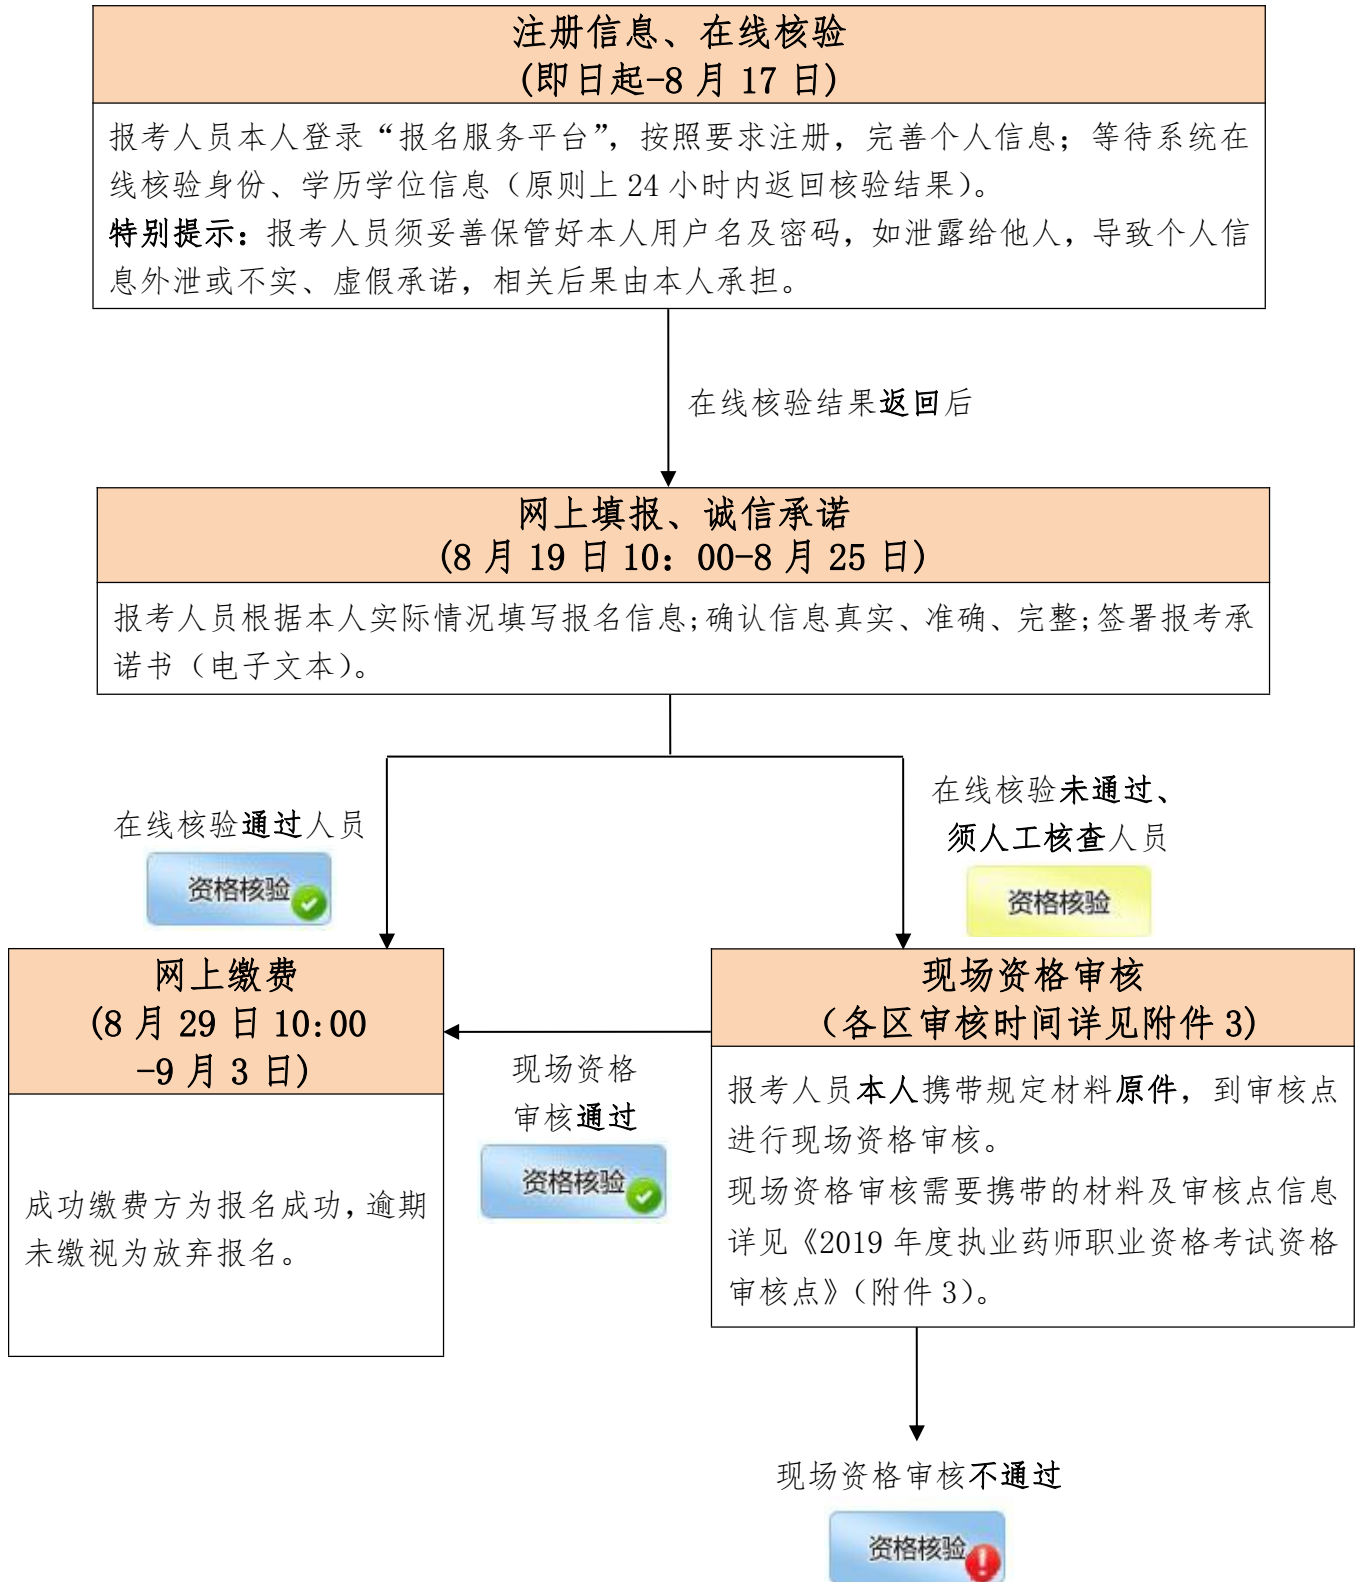 注册信息、在线核验
(即日起-8 月 17 日)
报考人员本人登录“报名服务平台”，按照要求注册，完善个人信息；等待系统在
线核验身份、学历学位信息（原则上 24 小时内返回核验结果）。
特别提示：报考人员须妥善保管好本人用户名及密码，如泄露给他人，导致个人信
息外泄或不实、虚假承诺，相关后果由本人承担。
在线核验结果返回后
网上填报、诚信承诺
(8 月 19 日 10：00-8 月 25 日)
报考人员根据本人实际情况填写报名信息;确认信息真实、准确、完整;签署报考承
诺书（电子文本）。
在线核验通过人员
资格核验
在线核验未通过、
须人工核查人员
资格核验
网上缴费
(8 月 29 日 10:00
-9 月 3 日)
成功缴费方为报名成功,逾期
未缴视为放弃报名。
现场资格
审核通过
资格核验
现场资格审核
（各区审核时间详见附件 3)
报考人员本人携带规定材料原件，到审核点
进行现场资格审核。
现场资格审核需要携带的材料及审核点信息
详见《2019 年度执业药师职业资格考试资格
审核点》（附件 3）。
现场资格审核不通过
资格核验